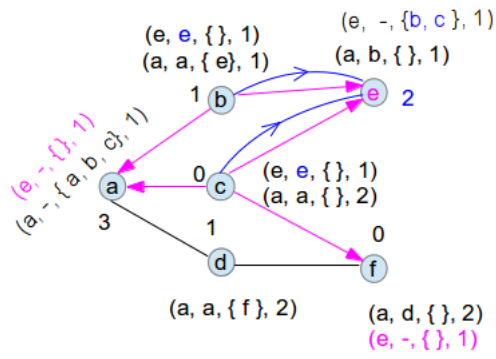 (e, -, {b, c }, 1)
(e, e, { }, 1)
(a, a, { e}, 1)
(a, b, { }, 1)
1
b
e
2
(e, -, { }, 1)
(a,-,{ a, b, c}, 1)
a
3
0
c
(e, e, { }, 1)
(a, a, { }, 2)
1
d
0
f
(a, a, { f }, 2)
(a, d, { }, 2)
(e, -, { }, 1)